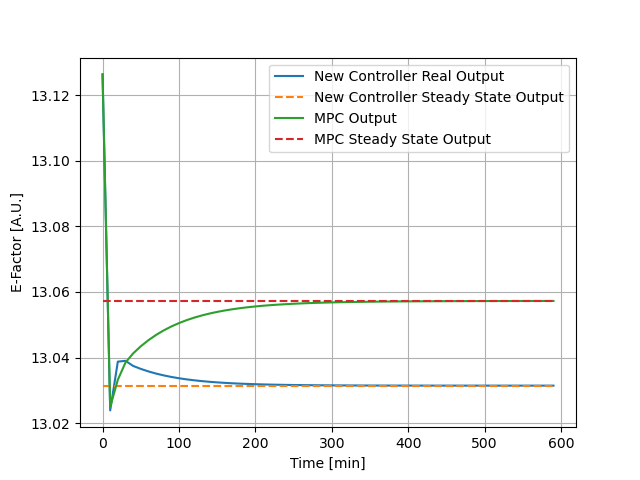 New Controller Real Output
New Controller Steady State Output
MPC Output
MPC Steady State Output
E-Factor [A.U.]
13.12
13.10
13.08
13.06
13.04
13.02
0 100 200 300 400 500 600
Time [min]